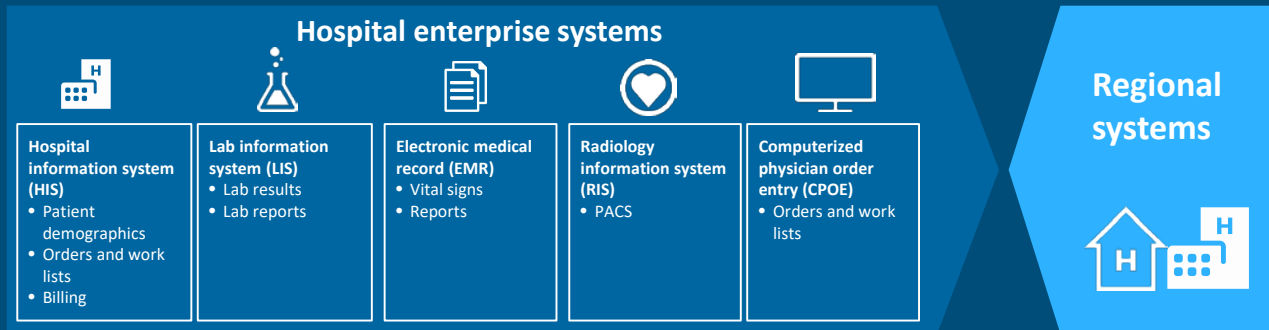 Hospital enterprise systems
H
Hospital
information system
(HIS)
• Patient
demographics
• Orders and work
lists
• Billing
Lab information
system (LIS)
• Lab results
• Lab reports
Electronic medical
record (EMR)
• Vital signs
• Reports
Radiology
information system
(RIS)
• PACS
Computerized
physician order
entry (CPOE)
• Orders and work
lists
Regional
systems
H
H